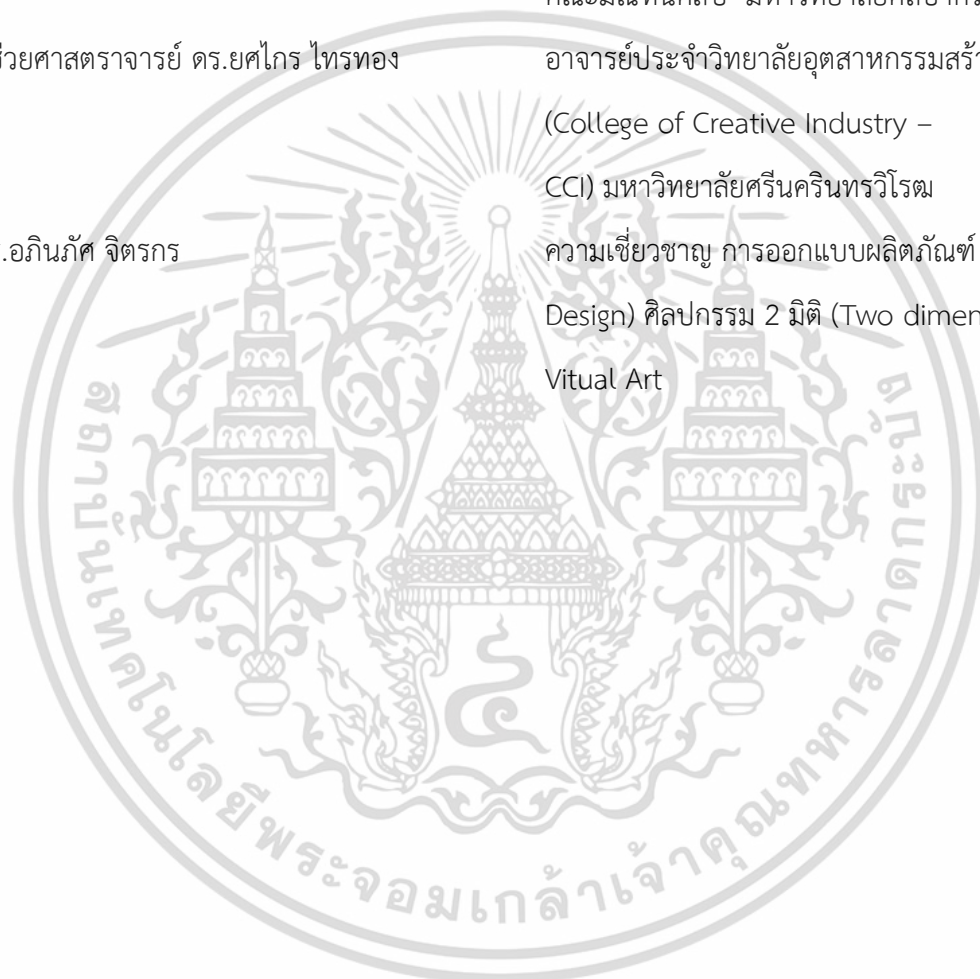 ศาสตราจารย์ ดร.ยศไกร ไทรทอง
อาจารย์ประจำวิทยาลัยอุตสาหกรรมสร้า
(College of Creative Industry –
CCI) มหาวิทยาลัยศรีนครินทรวิโรฒ
.อภินภัศ จิตรกร
ความเชี่ยวชาญ การออกแบบผลิตภัณฑ์
Design) ศิลปกรรม 2 มิติ (Two dimen
Vitual Art
สถาบันเทคโนโลยีพระจอมเกล้าเจ้าคุณทหารลาดกระบัง
๔